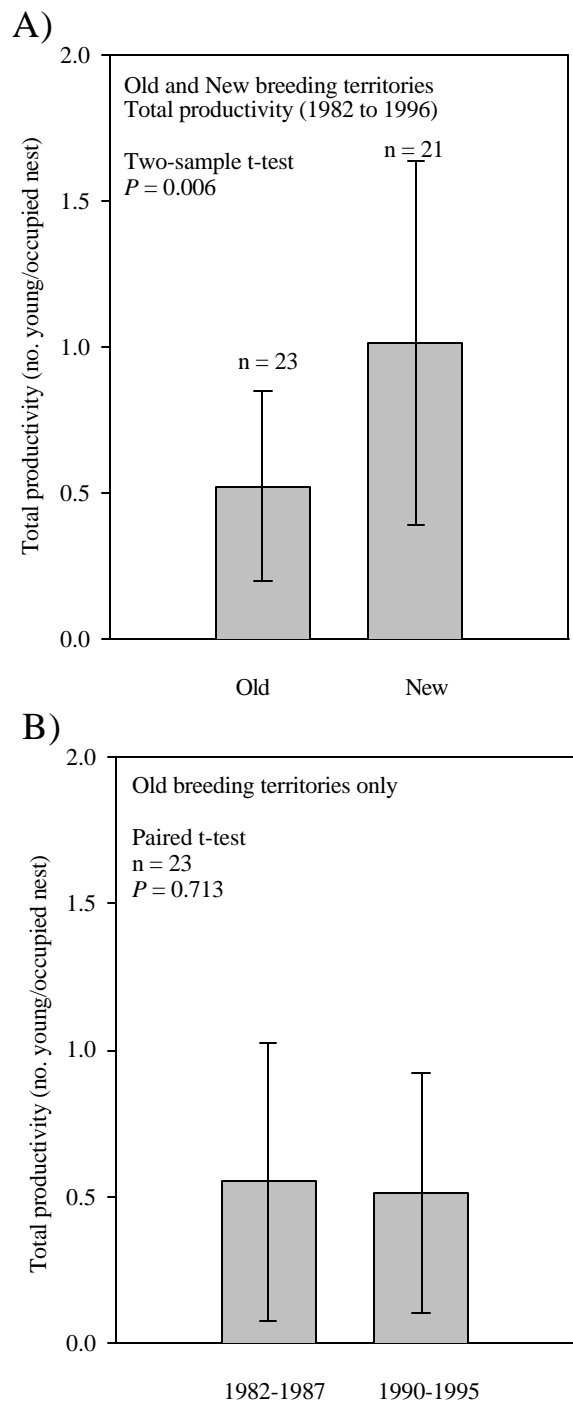 A)
Total productivity (no. young/occupied nest)
2.0
1.5
1.0
0.5
0.0
Old and New breeding territories
Total productivity (1982 to 1996)
Two-sample t-test
P = 0.006
n = 23
n = 21
Old
New
B)
Total productivity (no. young/occupied nest)
2.0
1.5
1.0
0.5
0.0
Old breeding territories only
Paired t-test
n = 23
P = 0.713
1982-1987
1990-1995